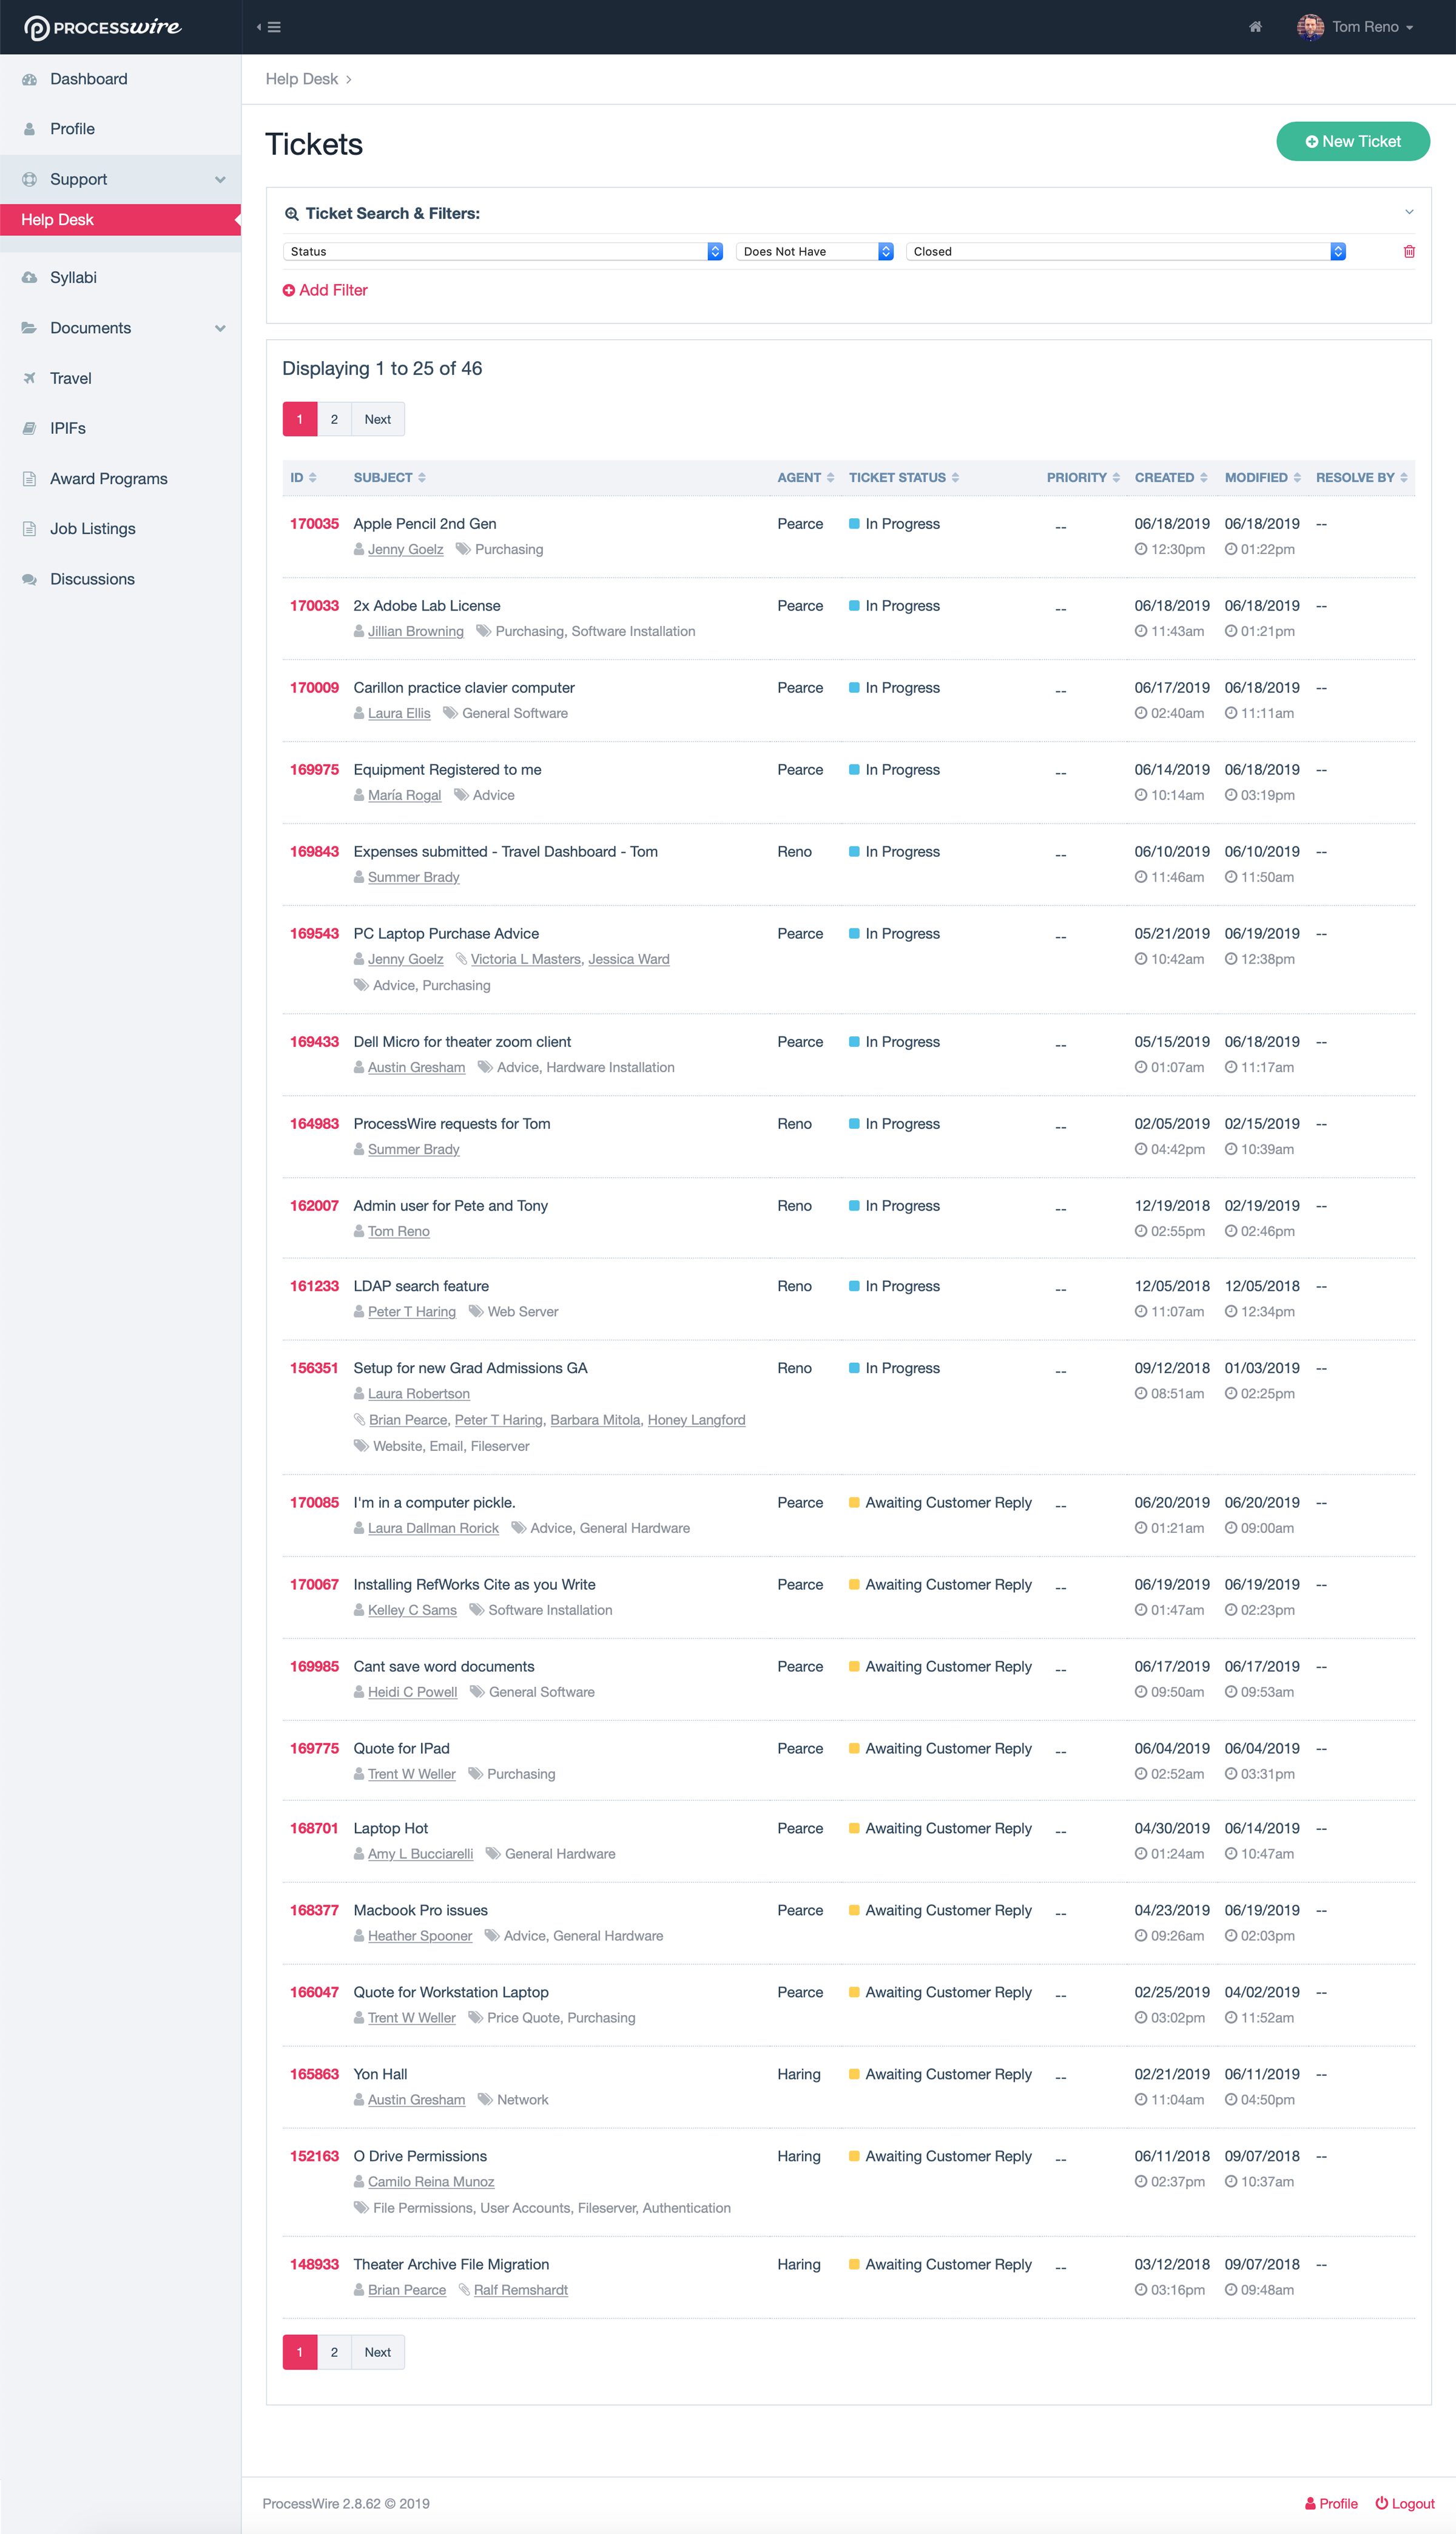 PROCESSwire
Tom Reno
Dashboard
Profile
Support
Help Desk
Syllabi
Documents
Travel
IPIFs
Award Programs
Job Listings
Discussions
Help Desk >
Tickets
New Ticket
Ticket Search & Filters:
Status Does Not Have Closed
Add Filter
Displaying 1 to 25 of 46
1 2 Next
ID SUBJECT AGENT TICKET STATUS PRIORITY CREATED MODIFIED RESOLVE BY
170035 Apple Pencil 2nd Gen Pearce In Progress -- 06/18/2019 06/18/2019 --
Jenny Goelz Purchasing 12:30pm 01:22pm
170033 2x Adobe Lab License Pearce In Progress -- 06/18/2019 06/18/2019 --
Jillian Browning Purchasing, Software Installation 11:43am 01:21pm
170009 Carillon practice clavier computer Pearce In Progress -- 06/17/2019 06/18/2019 --
Laura Ellis General Software 02:40am 11:11am
169975 Equipment Registered to me Pearce In Progress -- 06/14/2019 06/18/2019 --
María Rogal Advice 10:14am 03:19pm
169843 Expenses submitted - Travel Dashboard - Tom Reno In Progress -- 06/10/2019 06/10/2019 --
Summer Brady 11:46am 11:50am
169543 PC Laptop Purchase Advice Pearce In Progress -- 05/21/2019 06/19/2019 --
Jenny Goelz Victoria L Masters, Jessica Ward 10:42am 12:38pm
Advice, Purchasing
169433 Dell Micro for theater zoom client Pearce In Progress -- 05/15/2019 06/18/2019 --
Austin Gresham Advice, Hardware Installation 01:07am 11:17am
164983 ProcessWire requests for Tom Reno In Progress -- 02/05/2019 02/15/2019 --
Summer Brady 04:42pm 10:39am
162007 Admin user for Pete and Tony Reno In Progress -- 12/19/2018 02/19/2019 --
Tom Reno 02:55pm 02:46pm
161233 LDAP search feature Reno In Progress -- 12/05/2018 12/05/2018 --
Peter T Haring Web Server 11:07am 12:34pm
156351 Setup for new Grad Admissions GA Reno In Progress -- 09/12/2018 01/03/2019 --
Laura Robertson 08:51am 02:25pm
Brian Pearce, Peter T Haring, Barbara Mitola, Honey Langford
Website, Email, Fileserver
170085 I'm in a computer pickle. Pearce Awaiting Customer Reply -- 06/20/2019 06/20/2019 --
Laura Dallman Rorick Advice, General Hardware 01:21am 09:00am
170067 Installing RefWorks Cite as you Write Pearce Awaiting Customer Reply -- 06/19/2019 06/19/2019 --
Kelley C Sams Software Installation 01:47am 02:23pm
169985 Cant save word documents Pearce Awaiting Customer Reply -- 06/17/2019 06/17/2019 --
Heidi C Powell General Software 09:50am 09:53am
169775 Quote for IPad Pearce Awaiting Customer Reply -- 06/04/2019 06/04/2019 --
Trent W Weller Purchasing 02:52am 03:31pm
168701 Laptop Hot Pearce Awaiting Customer Reply -- 04/30/2019 06/14/2019 --
Amy L Bucciarelli General Hardware 01:24am 10:47am
168377 Macbook Pro issues Pearce Awaiting Customer Reply -- 04/23/2019 06/19/2019 --
Heather Spooner Advice, General Hardware 09:26am 02:03pm
166047 Quote for Workstation Laptop Pearce Awaiting Customer Reply -- 02/25/2019 04/02/2019 --
Trent W Weller Price Quote, Purchasing 03:02pm 11:52am
165863 Yon Hall Haring Awaiting Customer Reply -- 02/21/2019 06/11/2019 --
Austin Gresham Network 11:04am 04:50pm
152163 O Drive Permissions Haring Awaiting Customer Reply -- 06/11/2018 09/07/2018 --
Camilo Reina Munoz 02:37pm 10:37am
File Permissions, User Accounts, Fileserver, Authentication
148933 Theater Archive File Migration Haring Awaiting Customer Reply -- 03/12/2018 09/07/2018 --
Brian Pearce Ralf Remshardt 03:16pm 09:48am
1 2 Next
ProcessWire 2.8.62 © 2019 Profile Logout